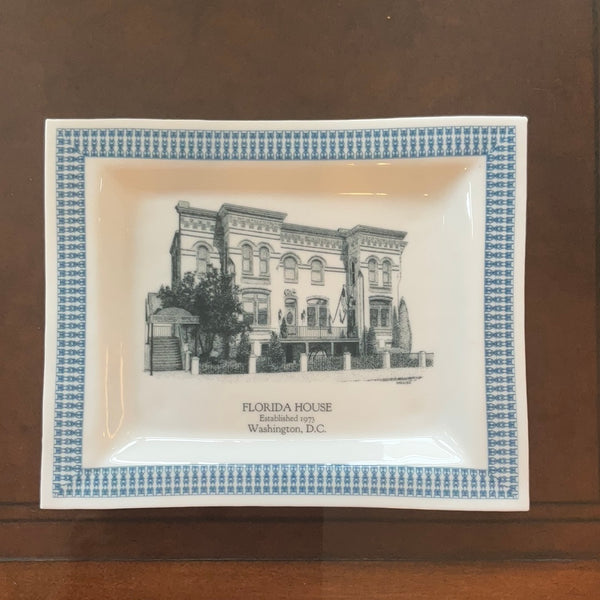 FLORIDA HOUSE
Established 1973
Washington, D.C.